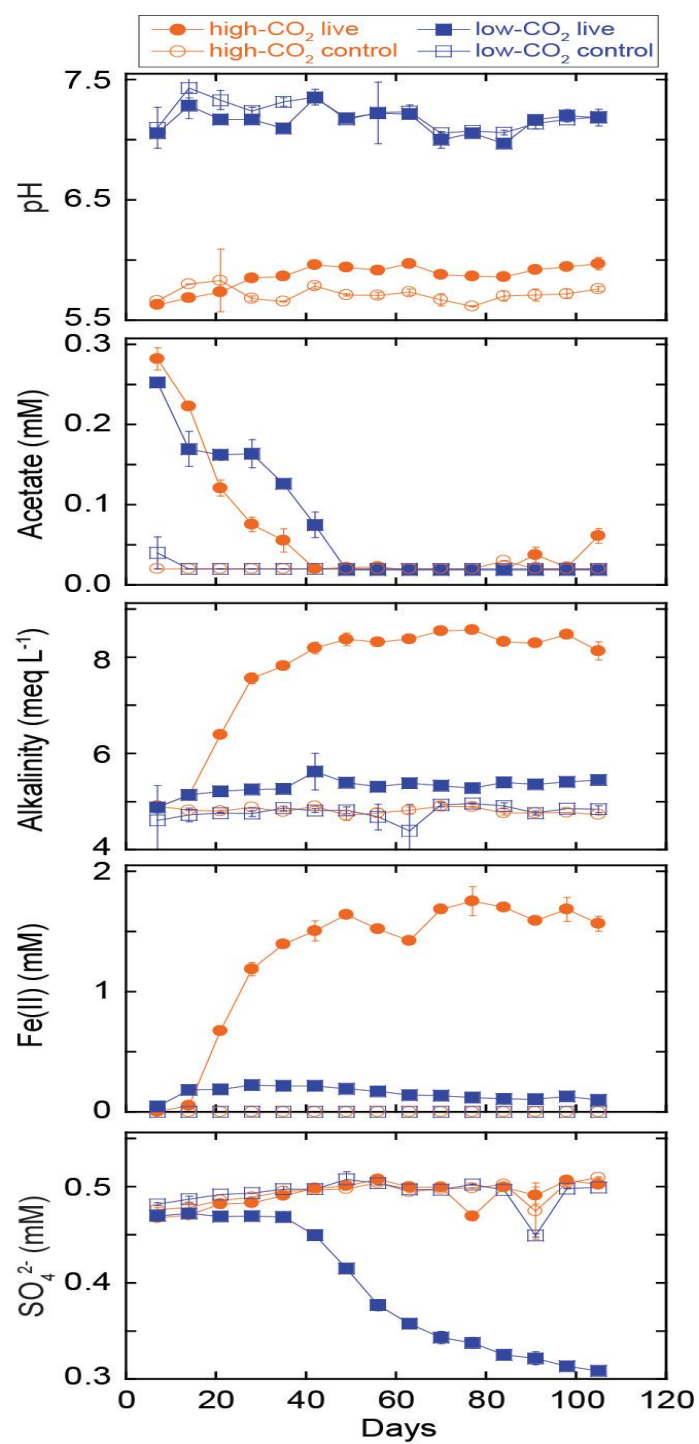 high-CO₂ live low-CO₂ live
high-CO₂ control low-CO₂ control
7.5
6.5
5.5
pH
0.3
0.2
0.1
0.0
Acetate (mM)
8
6
4
Alkalinity (meq L⁻¹)
2
1
0
Fe(II) (mM)
0.5
0.4
0.3
SO₄²⁻ (mM)
0 20 40 60 80 100 120
Days